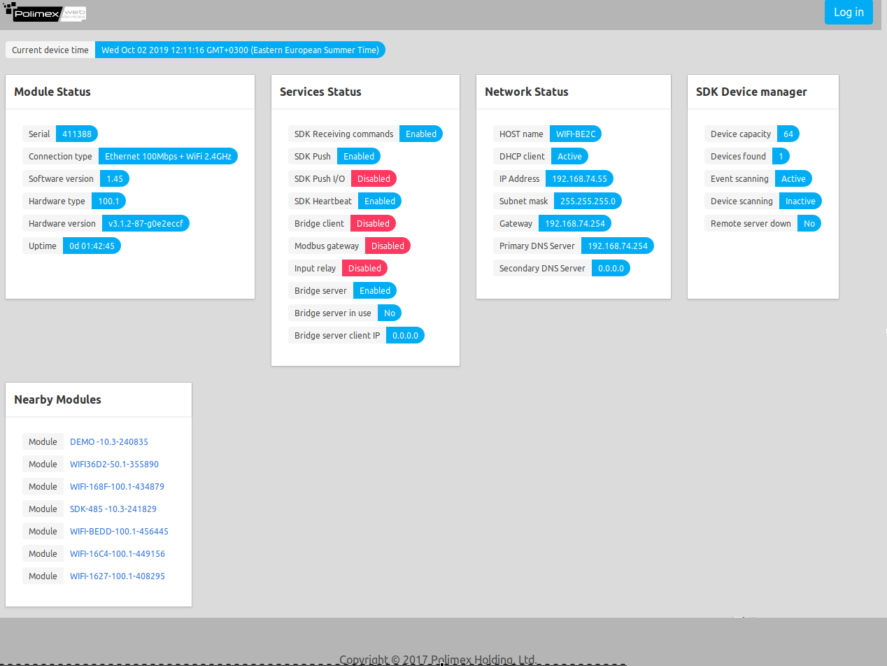 Polimex
Log in
Current device time Wed Oct 02 2019 12:11:16 GMT+0300 (Eastern European Summer Time)
Module Status
Serial 411388
Connection type Ethernet 100Mbps + WiFi 2.4GHz
Software version 1.45
Hardware type 100.1
Hardware version v3.1.2-87-g0e2eccf
Uptime 0d 01:42:45
Services Status
SDK Receiving commands Enabled
SDK Push Enabled
SDK Push I/O Disabled
SDK Heartbeat Enabled
Bridge client Disabled
Modbus gateway Disabled
Input relay Disabled
Bridge server Enabled
Bridge server in use No
Bridge server client IP 0.0.0.0
Network Status
HOST name WIFI-BE2C
DHCP client Active
IP Address 192.168.74.55
Subnet mask 255.255.255.0
Gateway 192.168.74.254
Primary DNS Server 192.168.74.254
Secondary DNS Server 0.0.0.0
SDK Device manager
Device capacity 64
Devices found 1
Event scanning Active
Device scanning Inactive
Remote server down No
Nearby Modules
Module DEMO -10.3-240835
Module WIFI36D2-50.1-355890
Module WIFI-168F-100.1-434879
Module SDK-485 -10.3-241829
Module WIFI-BEDD-100.1-456445
Module WIFI-16C4-100.1-449156
Module WIFI-1627-100.1-408295
Copyright © 2017 Polimex Holding, Ltd.